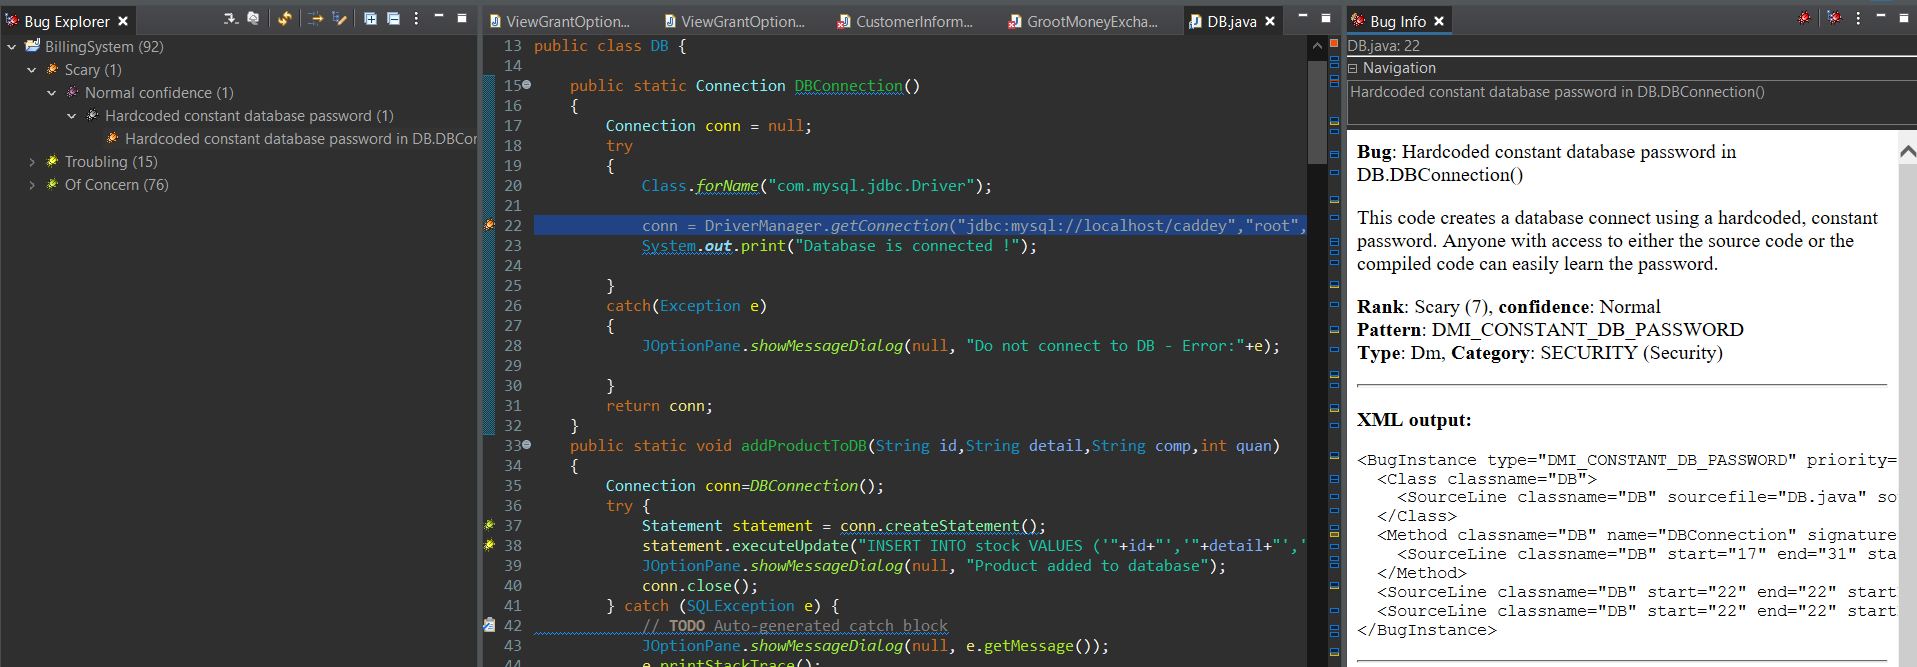 Bug Explorer
BillingSystem (92)
Scary (1)
Normal confidence (1)
Hardcoded constant database password (1)
Hardcoded constant database password in DB.DBCor
Troubling (15)
Of Concern (76)
ViewGrantOption...
ViewGrantOption...
CustomerInform...
GrootMoneyExcha...
DB.java
13 public class DB {
14
15 public static Connection DBConnection()
16 {
17 Connection conn = null;
18 try
19 {
20 Class.forName("com.mysql.jdbc.Driver");
21
22 conn = DriverManager.getConnection("jdbc:mysql://localhost/caddey","root",
23 System.out.print("Database is connected !");
24
25 }
26 catch(Exception e)
27 {
28 JOptionPane.showMessageDialog(null, "Do not connect to DB - Error:"+e);
29
30 }
31 return conn;
32 }
33 public static void addProductToDB(String id,String detail,String comp,int quan)
34 {
35 Connection conn=DBConnection();
36 try {
37 Statement statement = conn.createStatement();
38 statement.executeUpdate("INSERT INTO stock VALUES ('"+id+"','"+detail+"','
39 JOptionPane.showMessageDialog(null, "Product added to database");
40 conn.close();
41 } catch (SQLException e) {
42 // TODO Auto-generated catch block
43 JOptionPane.showMessageDialog(null, e.getMessage());
44 e.printStackTrace();
Bug Info
DB.java: 22
Navigation
Hardcoded constant database password in DB.DBConnection()
Bug: Hardcoded constant database password in
DB.DBConnection()
This code creates a database connect using a hardcoded, constant
password. Anyone with access to either the source code or the
compiled code can easily learn the password.
Rank: Scary (7), confidence: Normal
Pattern: DMI_CONSTANT_DB_PASSWORD
Type: Dm, Category: SECURITY (Security)
XML output:
<BugInstance type="DMI_CONSTANT_DB_PASSWORD" priority=
<Class classname="DB">
<SourceLine classname="DB" sourcefile="DB.java" so
</Class>
<Method classname="DB" name="DBConnection" signature
<SourceLine classname="DB" start="17" end="31" sta
</Method>
<SourceLine classname="DB" start="22" end="22" start
<SourceLine classname="DB" start="22" end="22" start
</BugInstance>